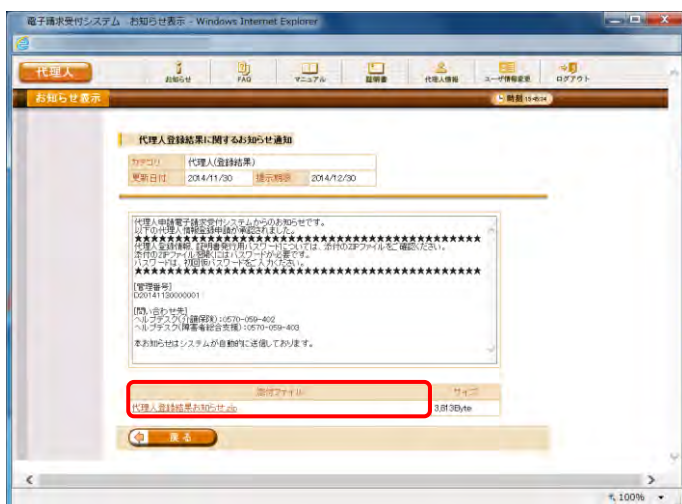 電子請求受付システム お知らせ表示 - Windows Internet Explorer
代理人
お知らせ
FAQ
マニュアル
証明書
代理人情報
ユーザ情報変更
ログアウト
お知らせ表示
時刻
代理人登録結果に関するお知らせ通知
カテゴリ 代理人(登録結果)
更新日付 2014/11/30 掲示期限 2014/12/30
代理人申請電子請求受付システムからのお知らせです。
以下の代理人情報登録申請が承認されました。
★★★★★★★★★★★★★★★★★★★★★★★★★★★★★★★★★★★★★★★
代理人登録情報、証明書発行用パスワードについては、添付のZIPファイルをご確認ください。
添付のZIPファイルを開くにはパスワードが必要です。
パスワードは、初回仮パスワードをご入力ください。
★★★★★★★★★★★★★★★★★★★★★★★★★★★★★★★★★★★★★★★
[管理番号]
D20141130000001
[問い合わせ先]
ヘルプデスク(介護保険):0570-059-402
ヘルプデスク(障害者総合支援):0570-059-403
本お知らせはシステムが自動的に送信しております。
添付ファイル サイズ
代理人登録結果お知らせ.zip 3,813Byte
戻る
100%